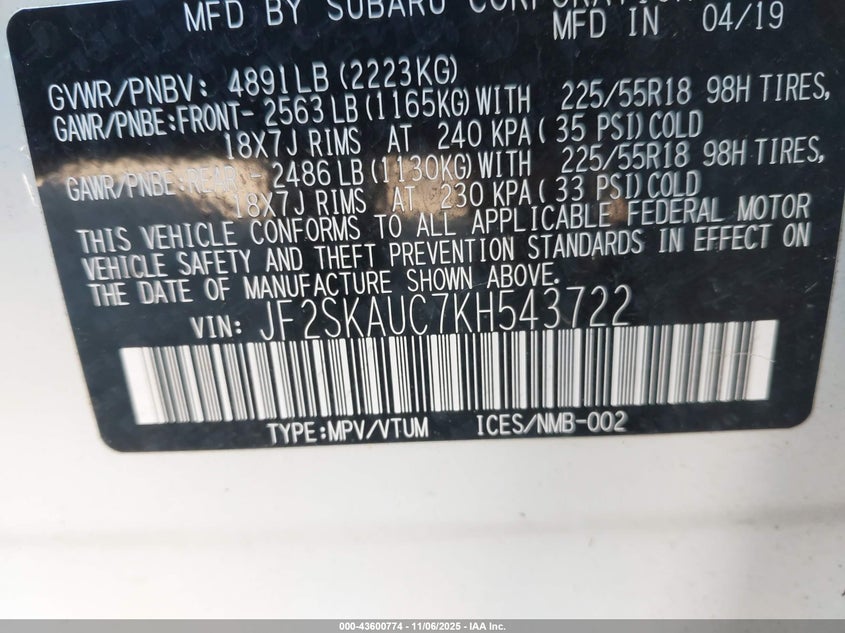 MFD BY SUBARU CORPORATION
MFD IN 04/19
GVWR/PNBV: 4891LB(2223KG)
GAWR/PNBE:FRONT- 2563LB(1165KG)WITH 225/55R18 98H TIRES,
18X7J RIMS AT 240 KPA(35 PSI)COLD
GAWR/PNBE:REAR - 2486LB(1130KG)WITH 225/55R18 98H TIRES,
18X7J RIMS AT 230 KPA(33 PSI)COLD
THIS VEHICLE CONFORMS TO ALL APPLICABLE FEDERAL MOTOR
VEHICLE SAFETY AND THEFT PREVENTION STANDARDS IN EFFECT ON
THE DATE OF MANUFACTURE SHOWN ABOVE.
VIN: JF2SKAUC7KH543722
TYPE:MPV/VTUM ICES/NMB-002
000-43600774 - 11/06/2025 - IAA Inc.